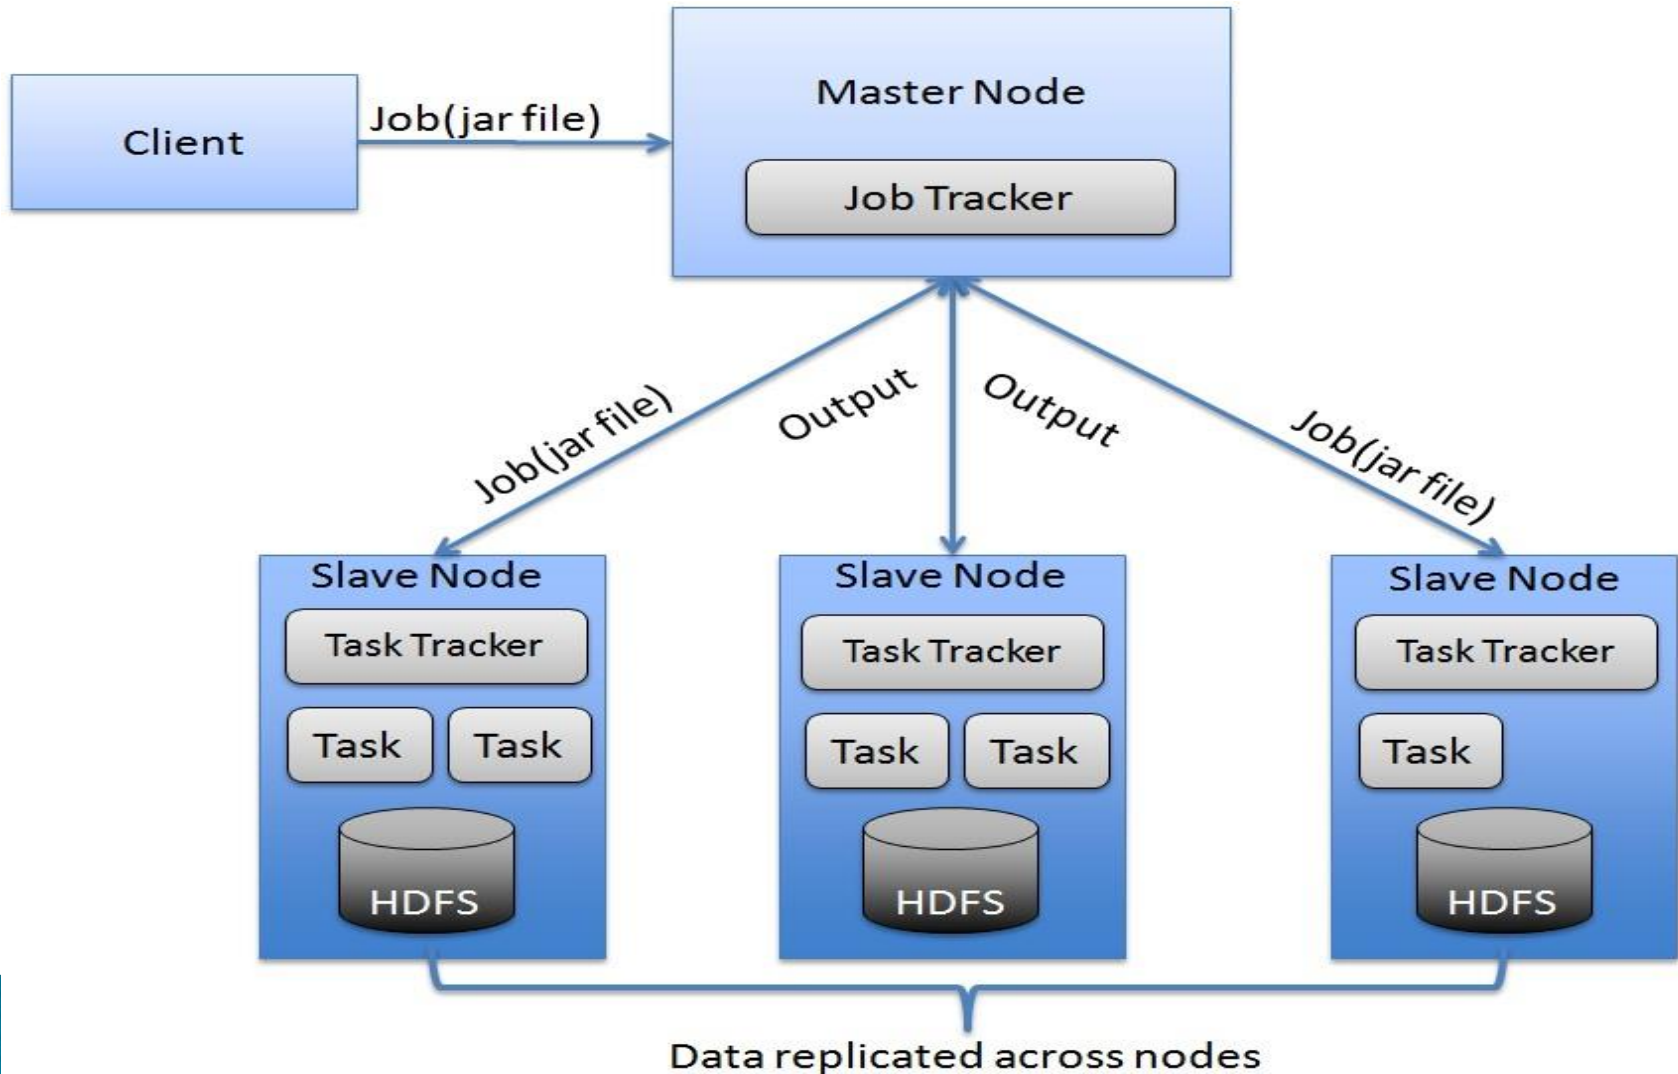 Client
Job(jar file)
Master Node
Job Tracker
Job(jar file)
Output
Output
Job(jar file)
Slave Node
Task Tracker
Task
Task
HDFS
Slave Node
Task Tracker
Task
Task
HDFS
Slave Node
Task Tracker
Task
HDFS
Data replicated across nodes